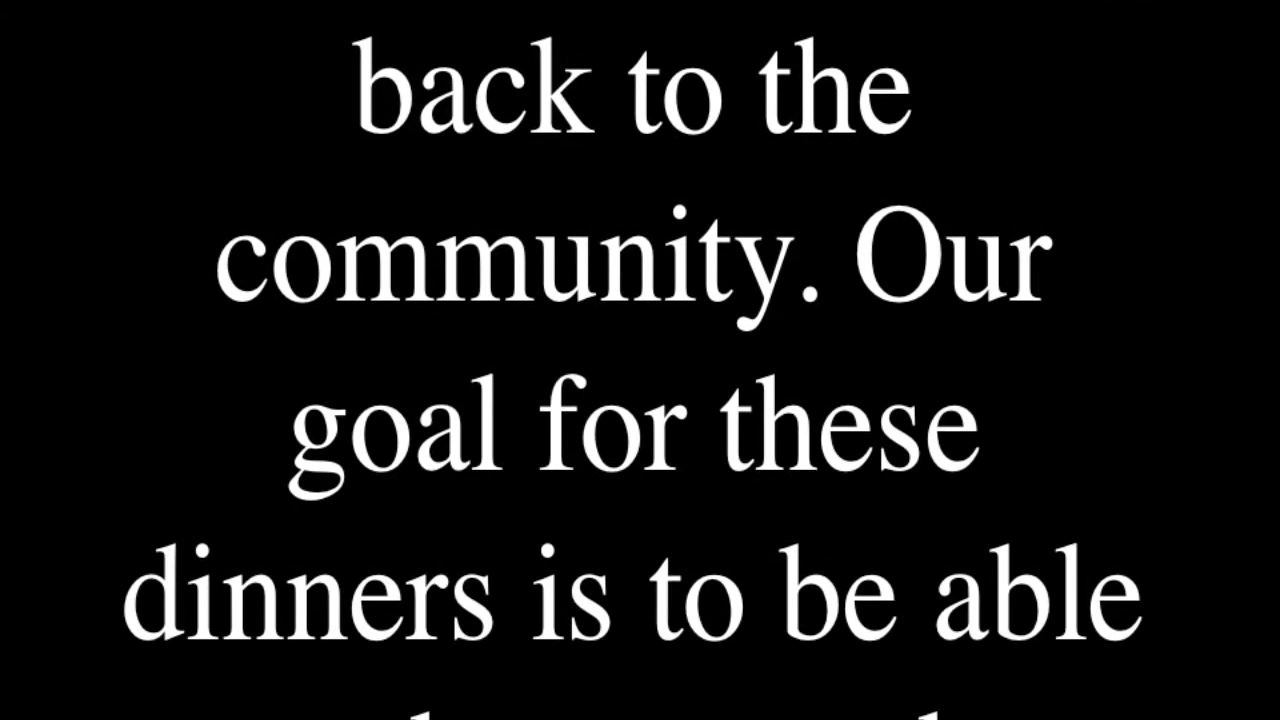 back to the
community. Our
goal for these
dinners is to be able